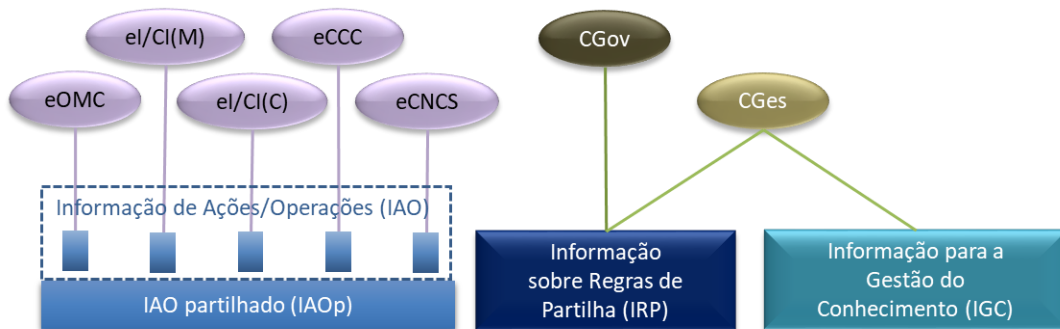 eI/CI(M)
eCCC
eOMC
eI/CI(C)
eCNCS
CGov
CGes
Informação de Ações/Operações (IAO)
IAO partilhado (IAOp)
Informação
sobre Regras de
Partilha (IRP)
Informação para a
Gestão do
Conhecimento (IGC)